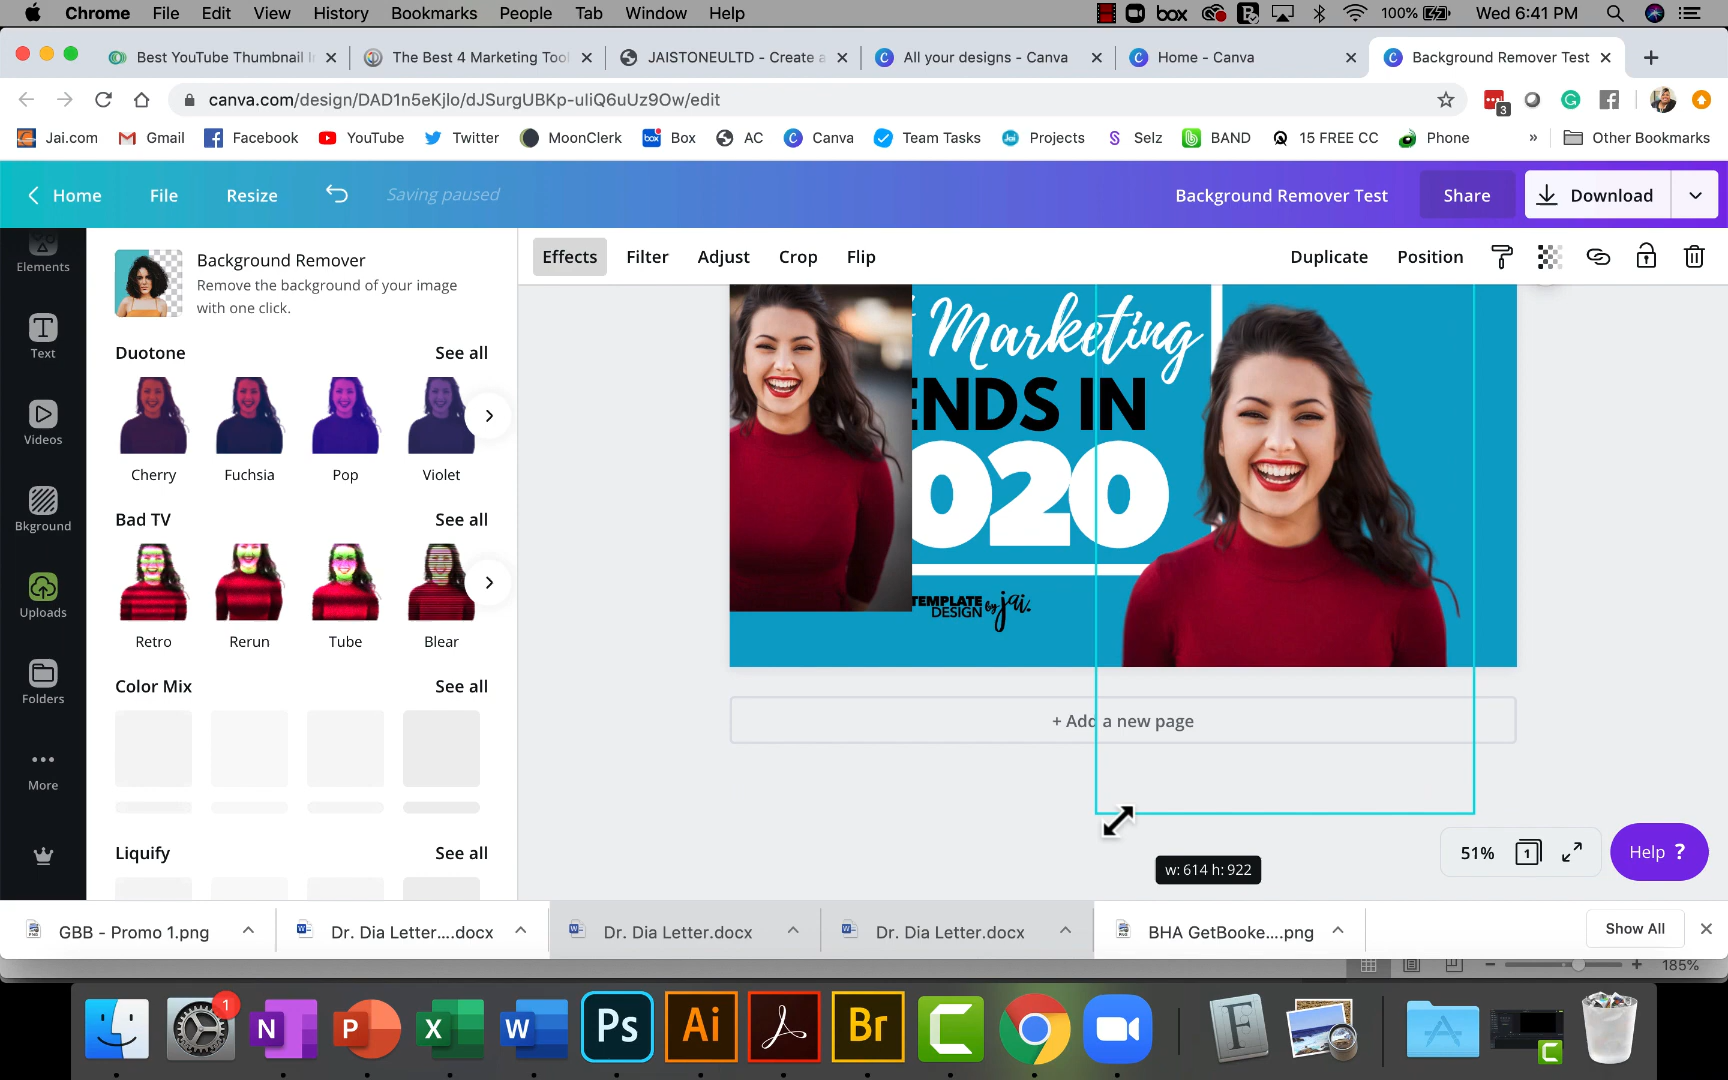 Chrome File Edit View History Bookmarks People Tab Window Help
box 100% Wed 6:41 PM
Best YouTube Thumbnail
The Best 4 Marketing Tool
JAISTONEULTD - Create a
All your designs - Canva
Home - Canva
Background Remover Test
canva.com/design/DAD1n5eKjlo/dJSurgUBKp-uIiQ6uUz9Ow/edit
3
Jai.com Gmail Facebook YouTube Twitter MoonClerk Box AC Canva Team Tasks Projects Selz BAND 15 FREE CC Phone » Other Bookmarks
Home File Resize Saving paused Background Remover Test Share Download
Elements
Text
Videos
Bkground
Uploads
Folders
More
Background Remover
Remove the background of your image
with one click.
Duotone See all
Cherry Fuchsia Pop Violet
Bad TV See all
Retro Rerun Tube Blear
Color Mix See all
Liquify See all
Effects Filter Adjust Crop Flip Duplicate Position
Marketing
ENDS IN
020
TEMPLATE
DESIGN by jai.
+ Add a new page
w: 614 h: 922
51% 1 Help ?
GBB - Promo 1.png
Dr. Dia Letter....docx
Dr. Dia Letter.docx
Dr. Dia Letter.docx
BHA GetBooke....png
Show All
185%
1 N P X W Ps Ai Br C F C